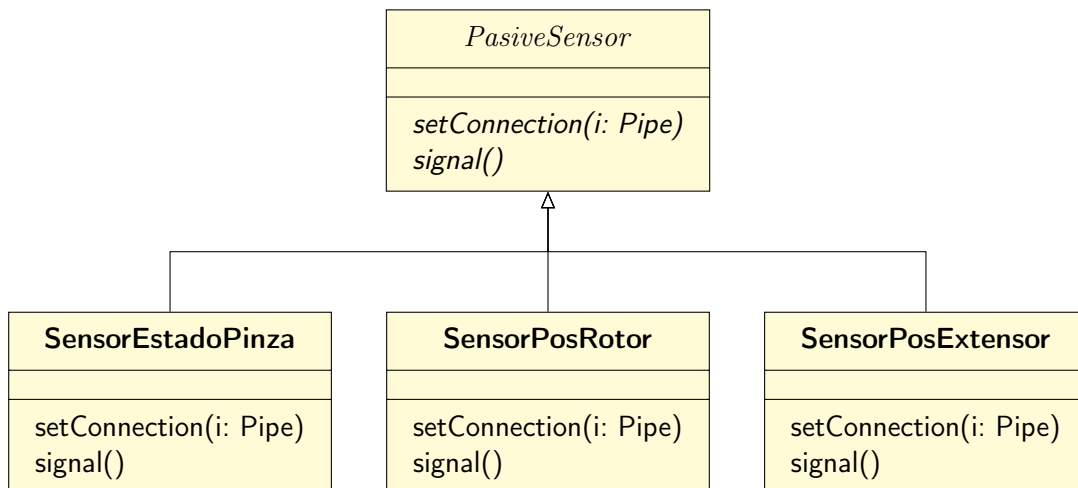 PasiveSensor
setConnection(i: Pipe)
signal()
SensorEstadoPinza
setConnection(i: Pipe)
signal()
SensorPosRotor
setConnection(i: Pipe)
signal()
SensorPosExtensor
setConnection(i: Pipe)
signal()